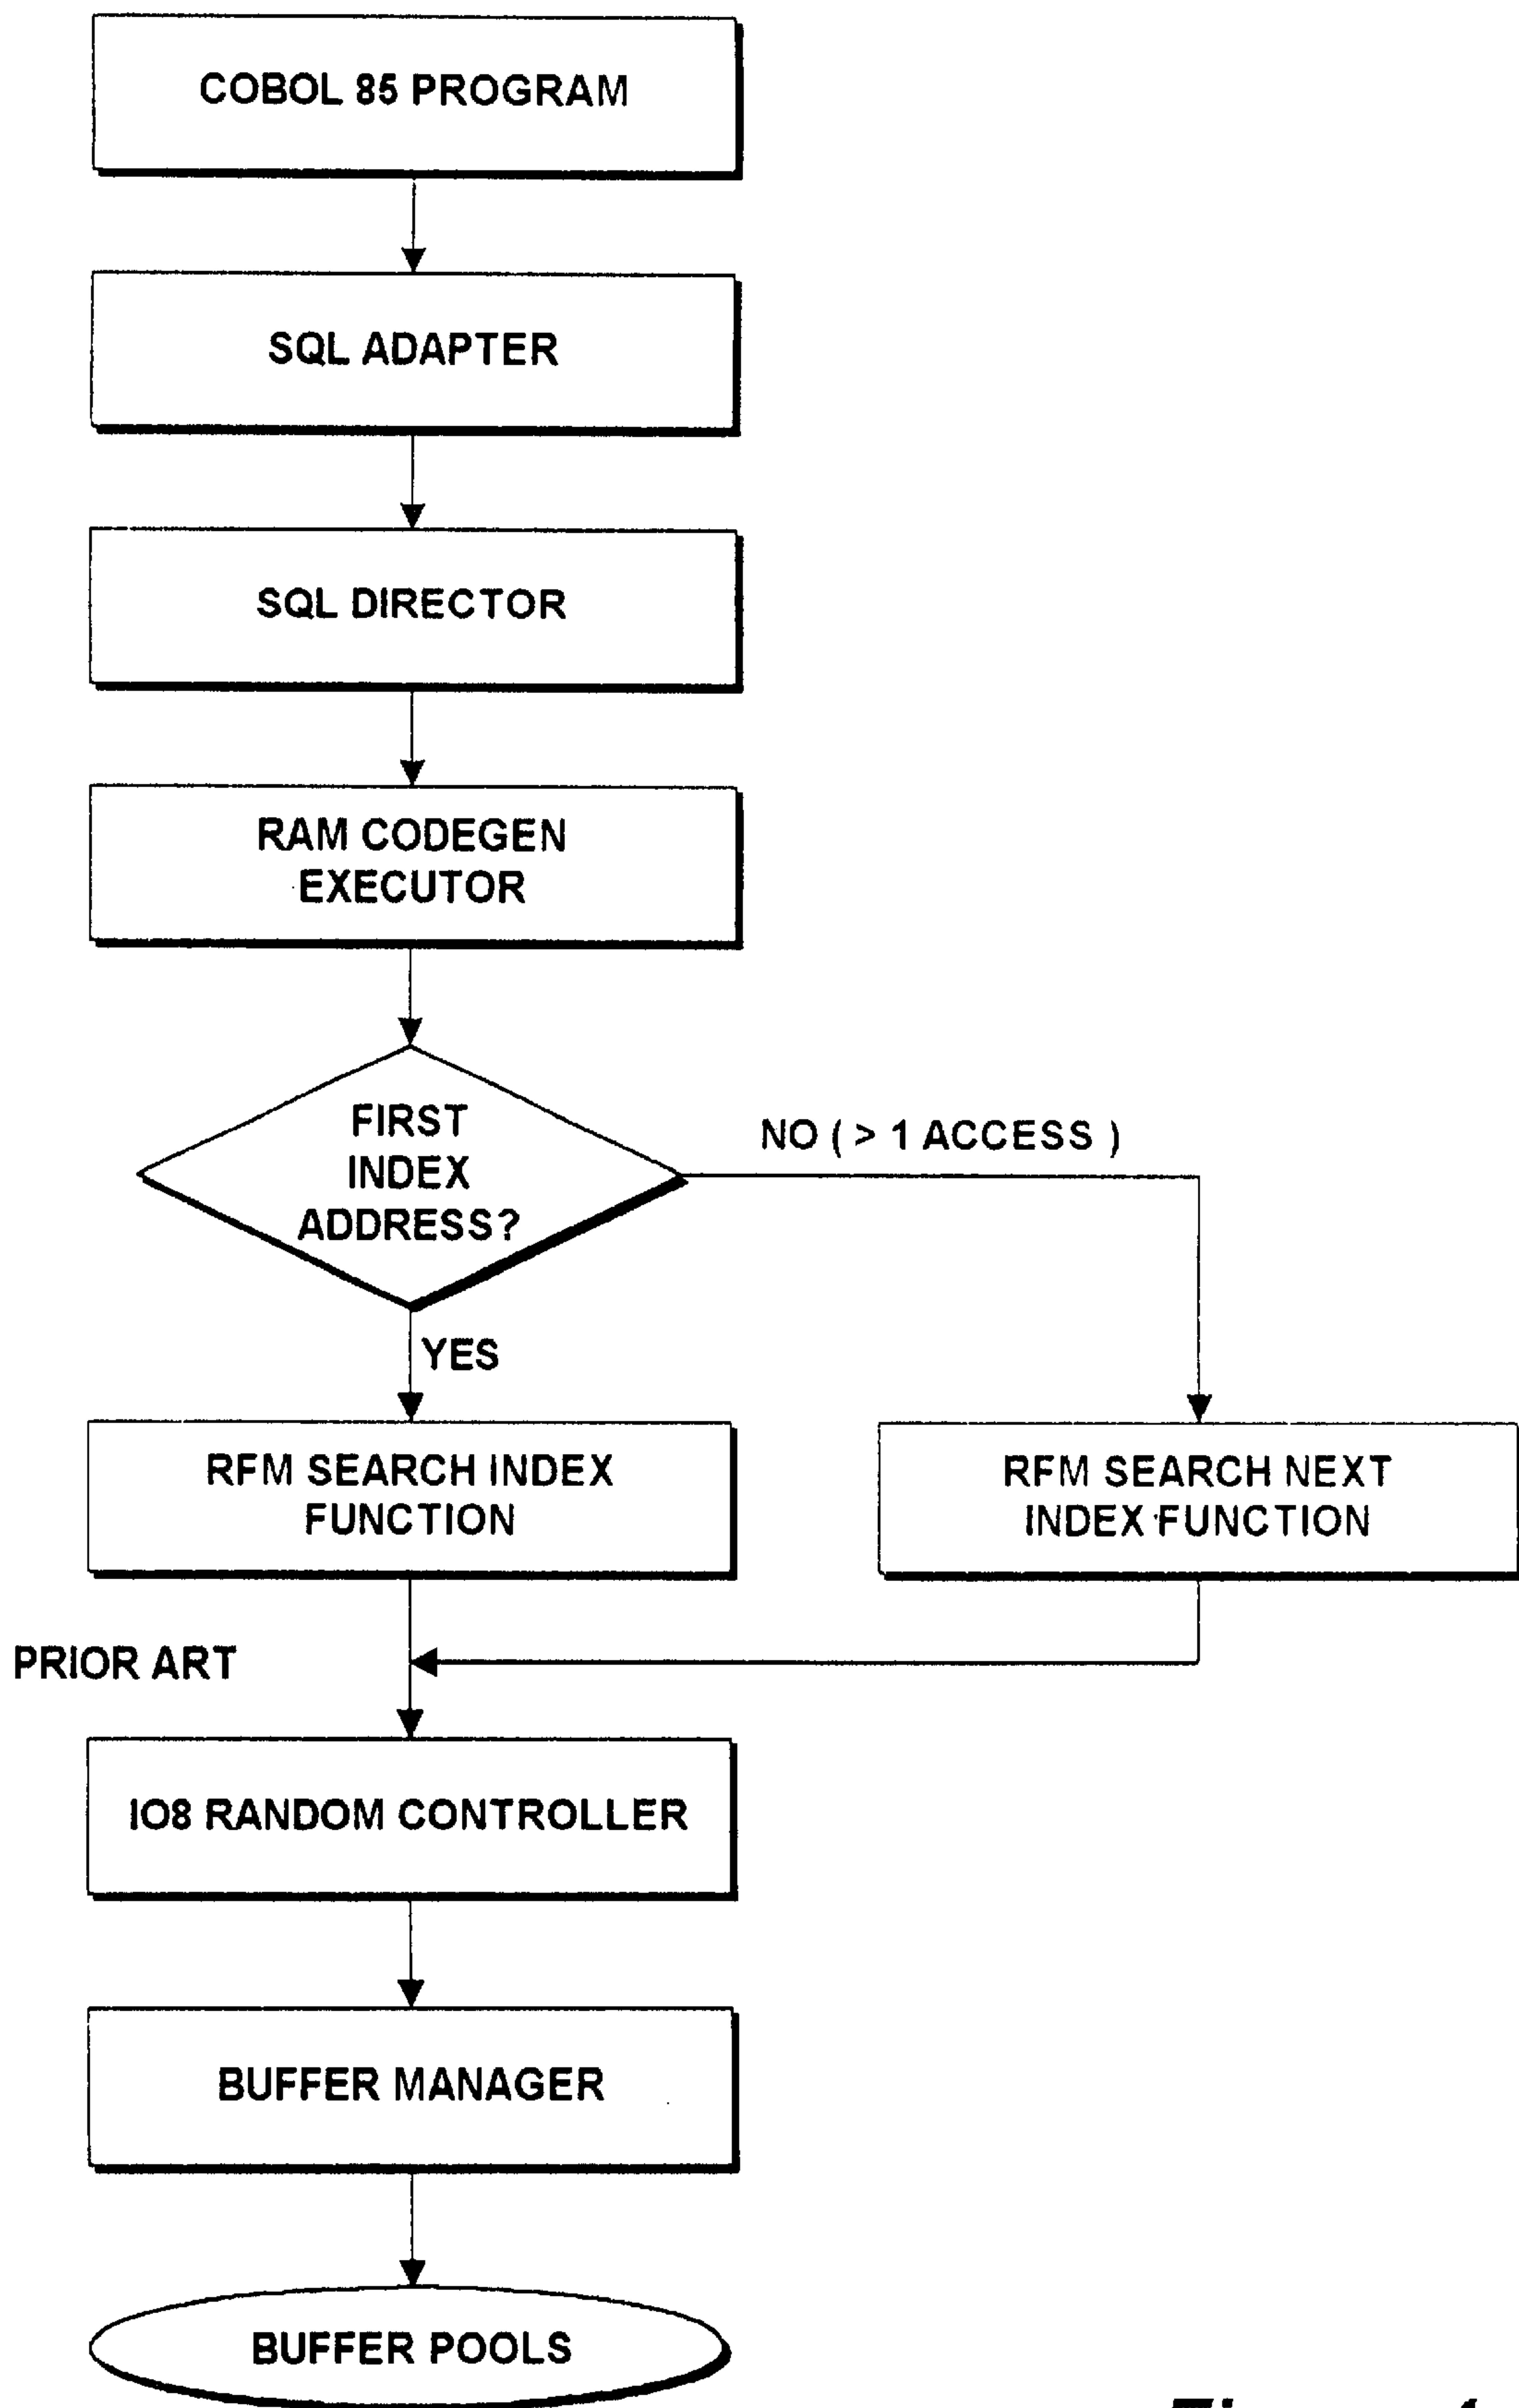 COBOL 85 PROGRAM
SQL ADAPTER
SQL DIRECTOR
RAM CODEGEN
EXECUTOR
FIRST
INDEX
ADDRESS?
NO ( > 1 ACCESS )
YES
RFM SEARCH INDEX
FUNCTION
RFM SEARCH NEXT
INDEX FUNCTION
PRIOR ART
IO8 RANDOM CONTROLLER
BUFFER MANAGER
BUFFER POOLS